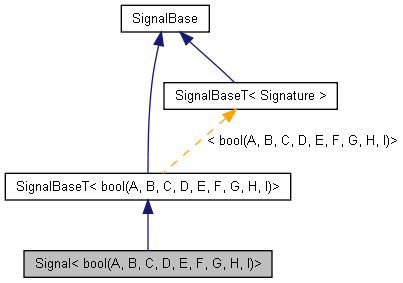 SignalBase
SignalBaseT< Signature >
< bool(A, B, C, D, E, F, G, H, I)>
SignalBaseT< bool(A, B, C, D, E, F, G, H, I)>
Signal< bool(A, B, C, D, E, F, G, H, I)>